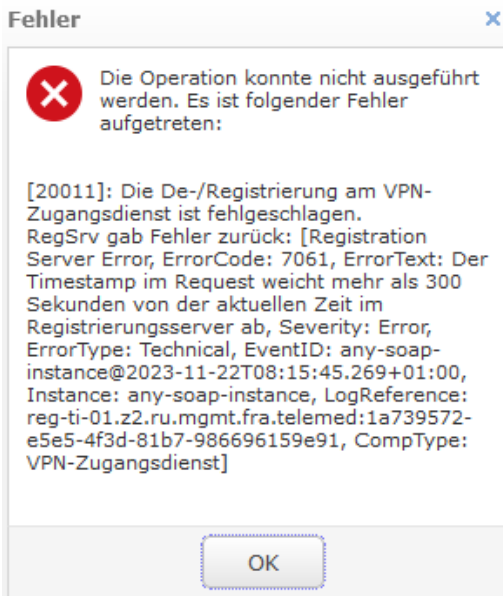 Fehler
Die Operation konnte nicht ausgeführt
werden. Es ist folgender Fehler
aufgetreten:
[20011]: Die De-/Registrierung am VPN-
Zugangsdienst ist fehlgeschlagen.
RegSrv gab Fehler zurück: [Registration
Server Error, ErrorCode: 7061, ErrorText: Der
Timestamp im Request weicht mehr als 300
Sekunden von der aktuellen Zeit im
Registrierungsserver ab, Severity: Error,
ErrorType: Technical, EventID: any-soap-
instance@2023-11-22T08:15:45.269+01:00,
Instance: any-soap-instance, LogReference:
reg-ti-01.z2.ru.mgmt.fra.telemed:1a739572-
e5e5-4f3d-81b7-986696159e91, CompType:
VPN-Zugangsdienst]
OK